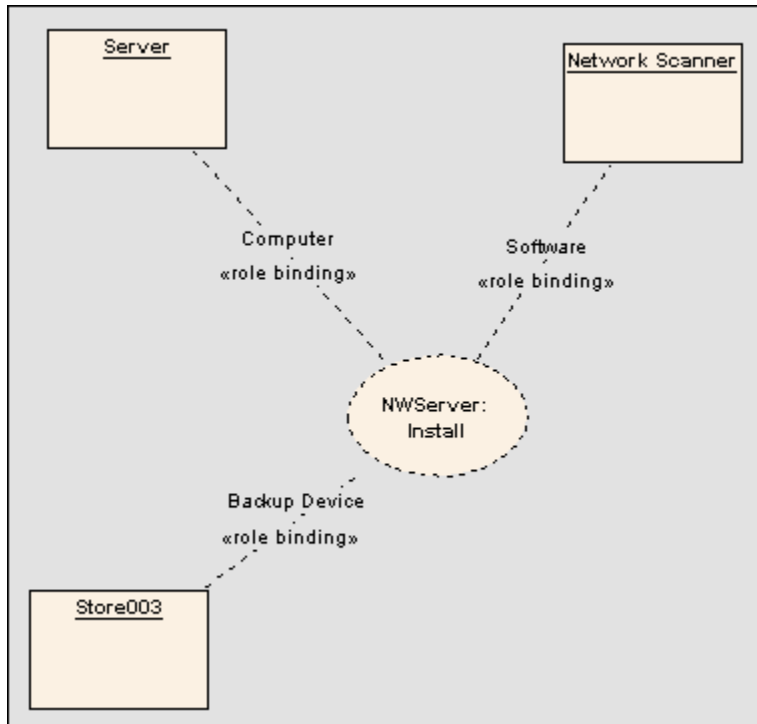 Server
Network Scanner
Computer
«role binding»
Software
«role binding»
NWServer:
Install
Backup Device
«role binding»
Store003